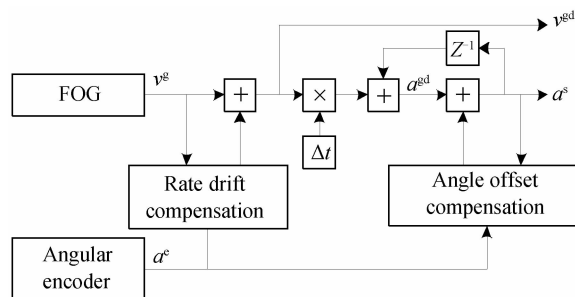 v^gd
Z^-1
FOG
v^g
+
×
+
a^gd
+
a^s
Δt
Rate drift
compensation
Angle offset
compensation
Angular
encoder
a^e